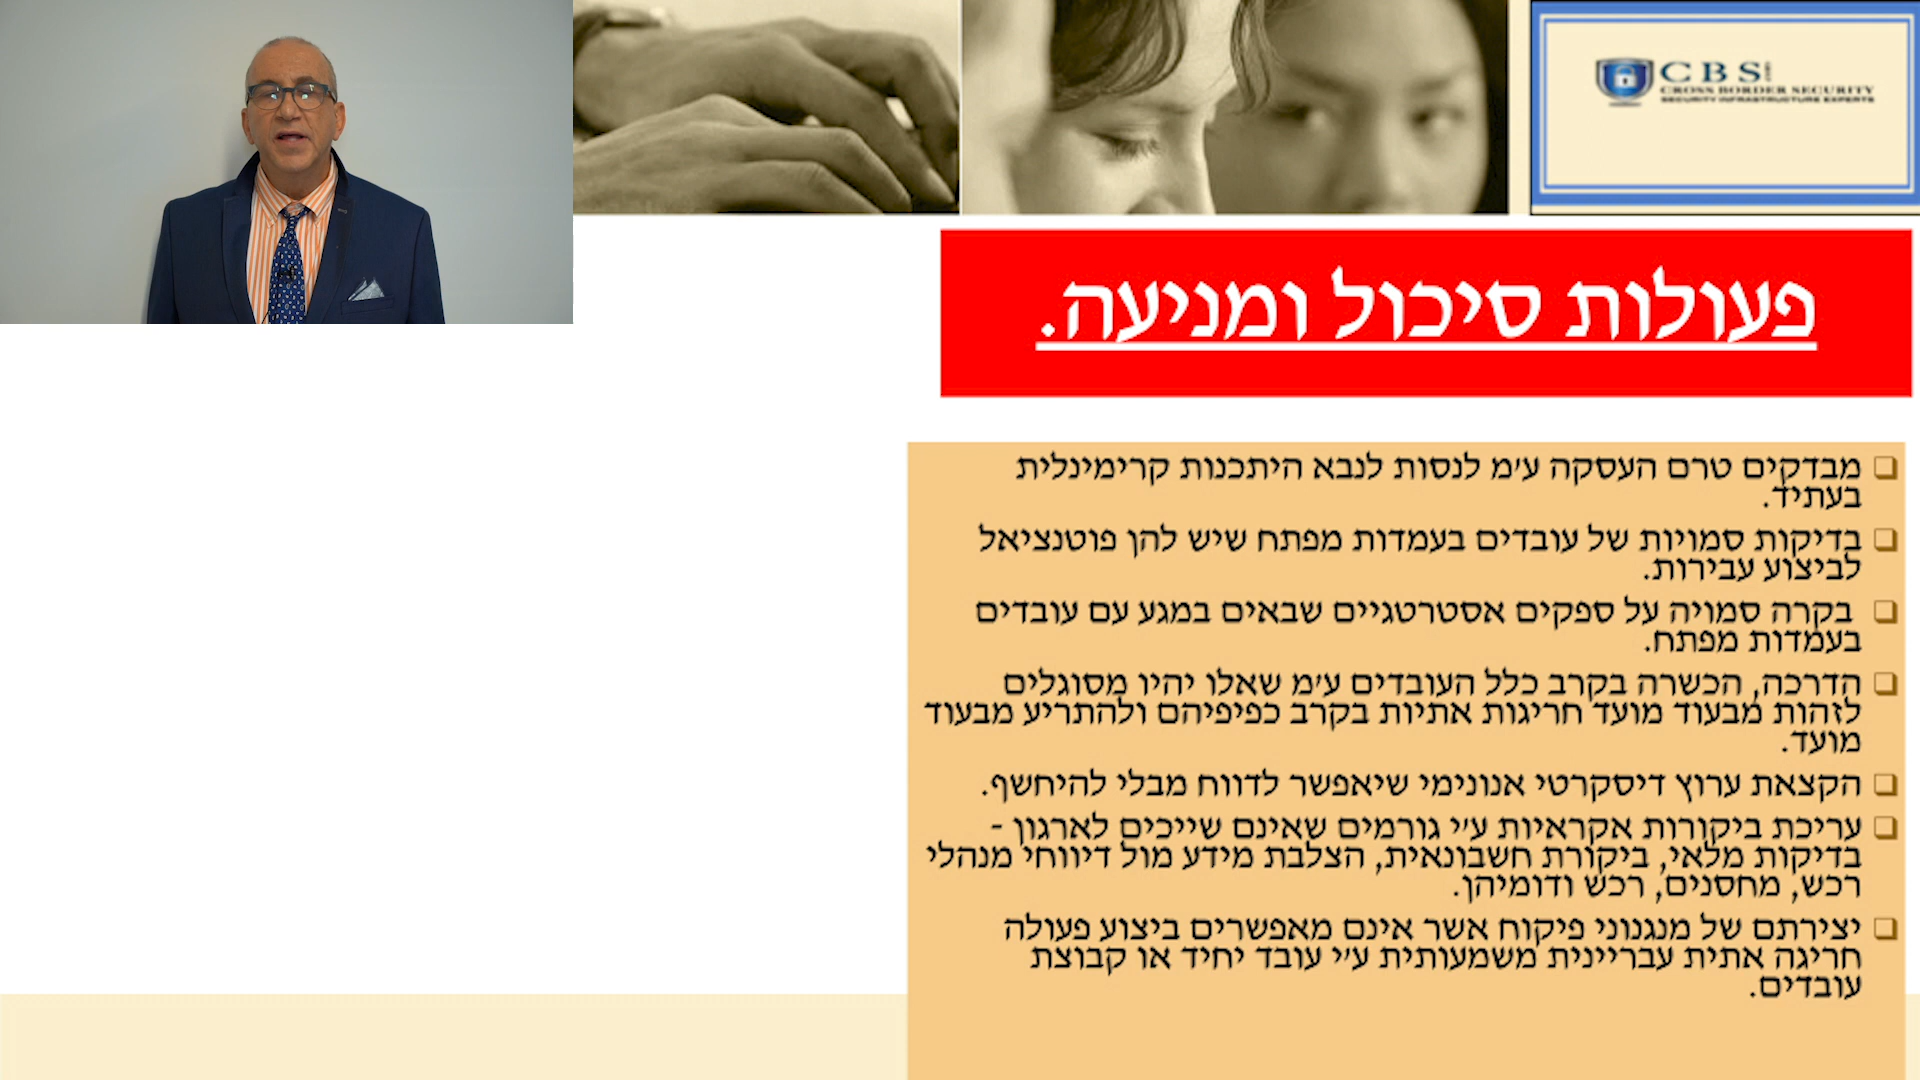 CBS LTD
CROSS BORDER SECURITY
SECURITY INFRASTRUCTURE EXPERTS
פעולות סיכול ומניעה.
מבדקים טרם העסקה ע׳מ לנסות לנבא היתכנות קרימינלית
בעתיד.
בדיקות סמויות של עובדים בעמדות מפתח שיש להן פוטנציאל
לביצוע עבירות.
בקרה סמויה על ספקים אסטרטגיים שבאים במגע עם עובדים
בעמדות מפתח.
הדרכה, הכשרה בקרב כלל העובדים ע׳מ שאלו יהיו מסוגלים
לזהות מבעוד מועד חריגות אתיות בקרב כפיפיהם ולהתריע מבעוד
מועד.
הקצאת ערוץ דיסקרטי אנונימי שיאפשר לדווח מבלי להיחשף.
עריכת ביקורות אקראיות ע׳י גורמים שאינם שייכים לארגון -
בדיקות מלאי, ביקורת חשבונאית, הצלבת מידע מול דיווחי מנהלי
רכש, מחסנים, רכש ודומיהן.
יצירתם של מנגנוני פיקוח אשר אינם מאפשרים ביצוע פעולה
חריגה אתית עבריינית משמעותית ע׳י עובד יחיד או קבוצת
עובדים.